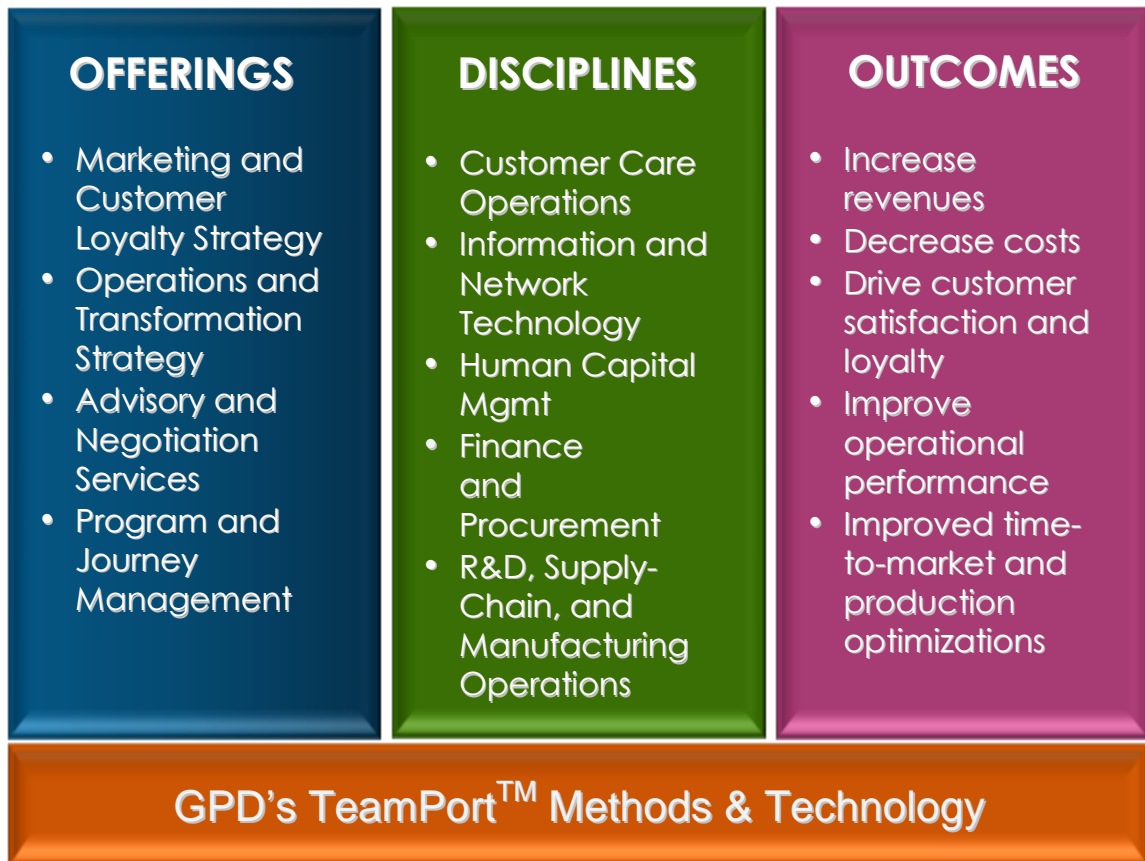 OFFERINGS
• Marketing and
Customer
Loyalty Strategy
• Operations and
Transformation
Strategy
• Advisory and
Negotiation
Services
• Program and
Journey
Management
DISCIPLINES
• Customer Care
Operations
• Information and
Network
Technology
• Human Capital
Mgmt
• Finance
and
Procurement
• R&D, Supply-
Chain, and
Manufacturing
Operations
OUTCOMES
• Increase
revenues
• Decrease costs
• Drive customer
satisfaction and
loyalty
• Improve
operational
performance
• Improved time-
to-market and
production
optimizations
GPD’s TeamPort™ Methods & Technology